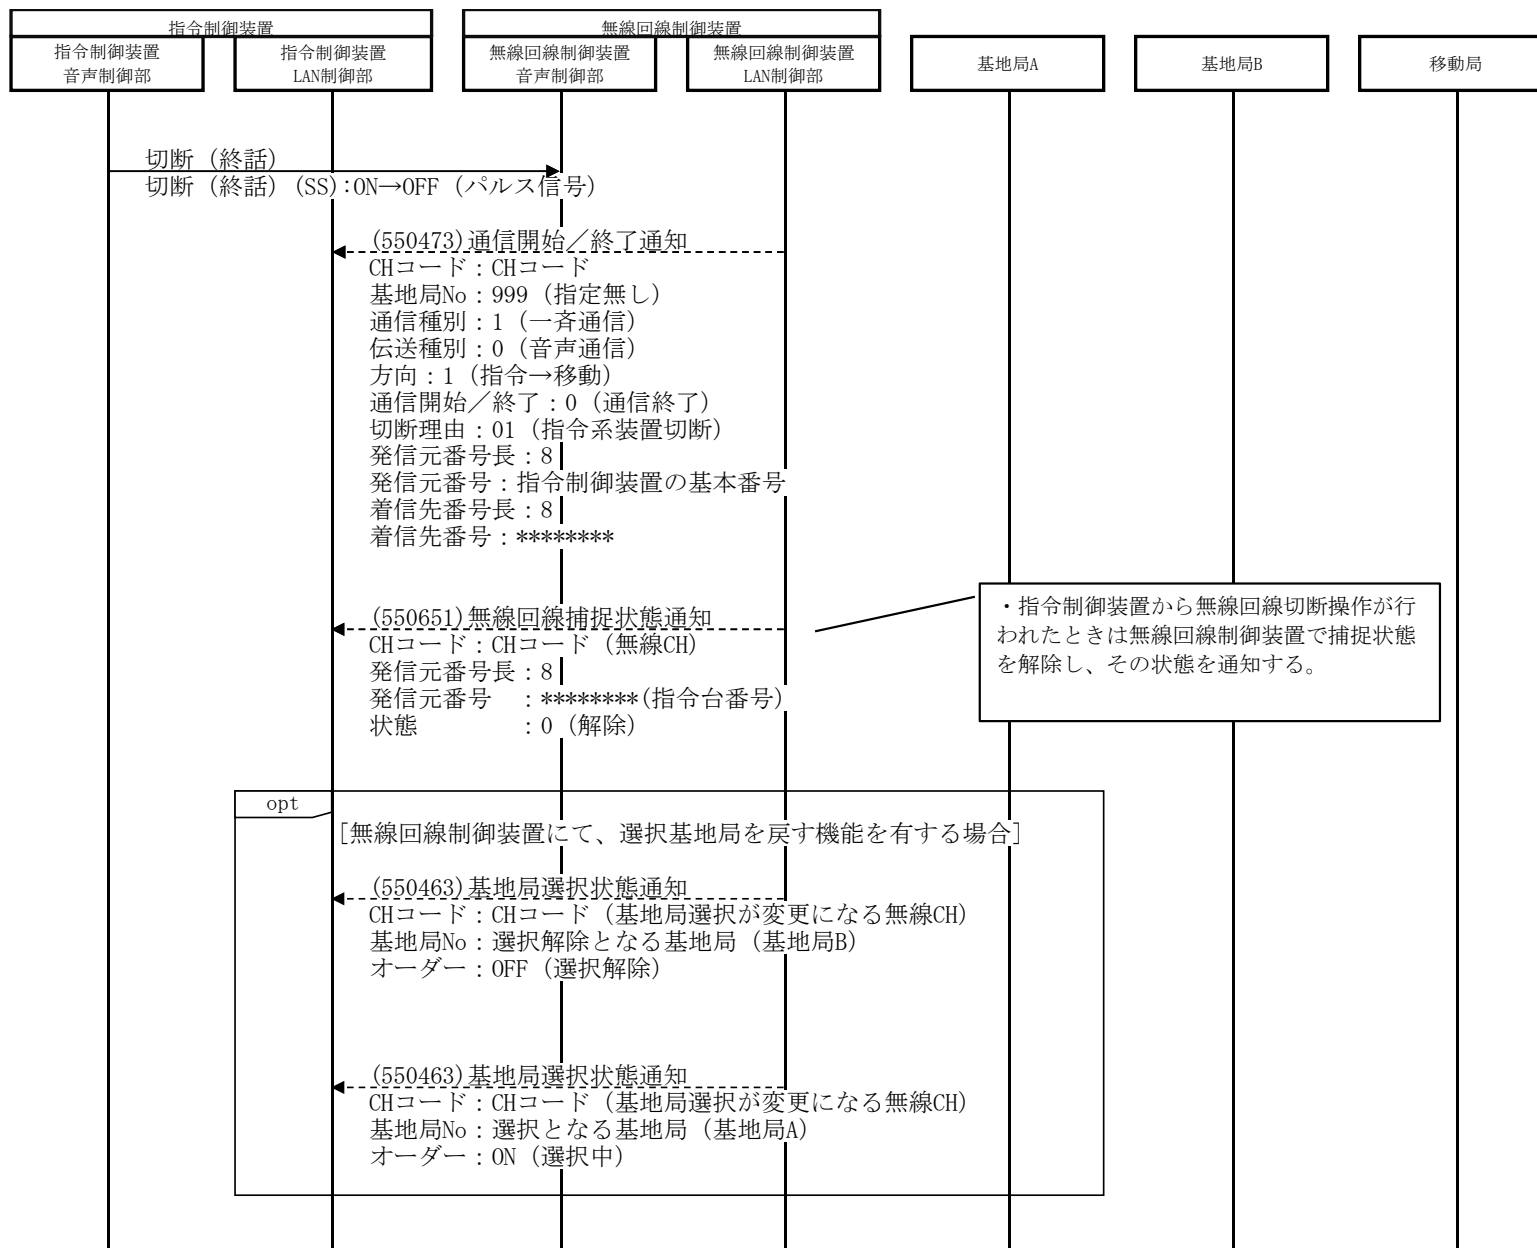 指令制御装置
無線回線制御装置
指令制御装置
音声制御部
指令制御装置
LAN制御部
無線回線制御装置
音声制御部
無線回線制御装置
LAN制御部
基地局A
基地局B
移動局
切断（終話）
切断（終話）(SS):ON→OFF（パルス信号）
(550473)通信開始／終了通知
CHコード：CHコード
基地局No：999（指定無し）
通信種別：1（一斉通信）
伝送種別：0（音声通信）
方向：1（指令→移動）
通信開始／終了：0（通信終了）
切断理由：01（指令系装置切断）
発信元番号長：8
発信元番号：指令制御装置の基本番号
着信先番号長：8
着信先番号：********
(550651)無線回線捕捉状態通知
CHコード：CHコード（無線CH）
発信元番号長：8
発信元番号　：********(指令台番号）
状態　　　　：0（解除）
・指令制御装置から無線回線切断操作が行
われたときは無線回線制御装置で捕捉状態
を解除し、その状態を通知する。
opt
[無線回線制御装置にて、選択基地局を戻す機能を有する場合]
(550463)基地局選択状態通知
CHコード：CHコード（基地局選択が変更になる無線CH）
基地局No：選択解除となる基地局（基地局B）
オーダー：OFF（選択解除）
(550463)基地局選択状態通知
CHコード：CHコード（基地局選択が変更になる無線CH）
基地局No：選択となる基地局（基地局A）
オーダー：ON（選択中）